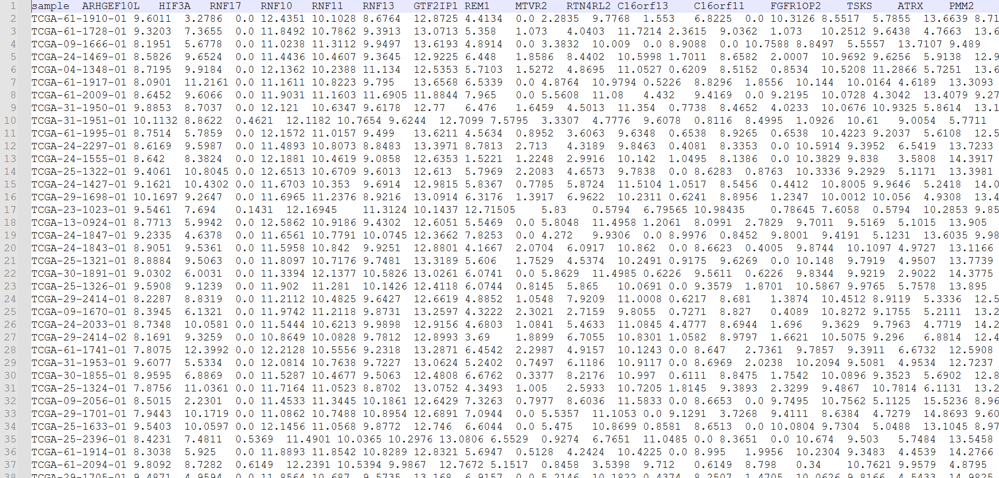 1 sample ARHGEF10L HIF3A RNF17 RNF10 RNF11 RNF13 GTF2IP1 REM1 MTVR2 RTN4RL2 C16orf13 C16orf11 FGFR1OP2 TSKS ATRX PMM2
2 TCGA-61-1910-01 9.6011 3.2786 0.0 12.4351 10.1028 8.6764 12.8725 4.4134 0.0 2.2835 9.7768 1.553 6.8225 0.0 10.3126 8.5517 5.7855 13.6639 8.71
3 TCGA-61-1728-01 9.3203 7.3655 0.0 11.8492 10.7862 9.3913 13.0713 5.358 1.073 4.0403 11.7214 2.3615 9.0362 1.073 10.2512 9.6438 4.7663 13.6
4 TCGA-09-1666-01 8.1951 5.6778 0.0 11.0238 11.3112 9.9497 13.6193 4.8914 0.0 3.3832 10.009 0.0 8.9088 0.0 10.7588 8.8497 5.5557 13.7107 9.489
5 TCGA-24-1469-01 8.5826 9.6524 0.0 11.4436 10.4607 9.3645 12.9225 6.448 1.8586 8.4402 10.5998 1.7011 8.6582 2.0007 10.9692 9.6256 5.9138 12.9
6 TCGA-04-1348-01 8.7195 9.9184 0.0 12.1362 10.2388 11.134 12.5353 5.7103 1.5272 4.8695 11.0527 0.6209 8.5152 0.8534 10.5208 11.2866 5.7251 13.6
7 TCGA-61-1917-01 8.0901 11.2161 0.0 11.1611 10.8223 9.795 13.6568 6.5339 0.0 4.8764 10.9794 0.5226 8.8296 1.8556 10.144 10.0164 4.6189 13.3093
8 TCGA-61-2009-01 8.6452 9.6066 0.0 11.9031 11.1603 11.6905 11.8844 7.965 0.0 5.5608 11.08 4.432 9.4169 0.0 9.2195 10.0728 4.3042 13.4079 9.27
9 TCGA-31-1950-01 9.8853 8.7037 0.0 12.121 10.6347 9.6178 12.77 6.476 1.6459 4.5013 11.354 0.7738 8.4652 4.0233 10.0676 10.9325 5.8614 13.1
10 TCGA-31-1951-01 10.1132 8.8622 0.4621 12.1182 10.7654 9.6244 12.7099 7.5795 3.3307 4.7776 9.6078 0.8116 8.4995 1.0926 10.61 9.0054 5.7711
11 TCGA-61-1995-01 8.7514 5.7859 0.0 12.1572 11.0157 9.499 13.6211 4.5634 0.8952 3.6063 9.6348 0.6538 8.9265 0.6538 10.4223 9.2037 5.6108 12.5
12 TCGA-24-2297-01 8.6169 9.5987 0.0 11.4893 10.8073 8.8483 13.3971 8.7813 2.713 4.3189 9.8463 0.4081 8.3353 0.0 10.5914 9.3952 6.5419 13.7233
13 TCGA-24-1555-01 8.642 8.3824 0.0 12.1881 10.4619 9.0858 12.6353 1.5221 1.2248 2.9916 10.142 1.0495 8.1386 0.0 10.3829 9.838 3.5808 14.3917
14 TCGA-25-1322-01 9.4061 10.8045 0.0 12.6513 10.6709 9.6013 12.613 5.7969 2.2083 4.6573 9.7838 0.0 8.6283 0.8763 10.3336 9.2929 5.1171 13.3981
15 TCGA-24-1427-01 9.1621 10.4302 0.0 11.6703 10.353 9.6914 12.9815 5.8367 0.7785 5.8724 11.5104 1.0517 8.5456 0.4412 10.8005 9.9646 5.2418 14.0
16 TCGA-29-1698-01 10.1697 9.2647 0.0 11.6965 11.2376 8.9216 13.0914 6.3176 1.3917 6.9622 10.2311 0.6241 8.8956 1.2347 10.0012 10.056 4.9308 13.4
17 TCGA-23-1023-01 9.5461 7.694 0.1431 12.16945 11.3124 10.1437 12.71505 5.83 0.5794 6.79565 10.98435 0.78645 7.6058 0.5794 10.2853 9.85
18 TCGA-13-0924-01 8.7713 5.9942 0.0 12.5862 10.9186 9.4302 12.6051 5.5469 0.0 5.8048 11.4958 1.2061 8.0991 2.7829 9.7011 9.5169 5.1015 13.905
19 TCGA-24-1847-01 9.2335 4.6378 0.0 11.6561 10.7791 10.0745 12.3662 7.8253 0.0 4.272 9.9306 0.0 8.9976 0.8452 9.8001 9.4191 5.1231 13.6035 9.98
20 TCGA-24-1843-01 8.9051 9.5361 0.0 11.5958 10.842 9.9251 12.8801 4.1667 2.0704 6.0917 10.862 0.0 8.6623 0.4005 9.8744 10.1097 4.9727 13.1166
21 TCGA-25-1321-01 8.8884 9.5063 0.0 11.8097 10.7176 9.7481 13.3189 5.606 1.7529 4.5374 10.2491 0.9175 9.6269 0.0 10.148 9.7919 4.9507 13.7739
22 TCGA-30-1891-01 9.0302 6.0031 0.0 11.3394 12.1377 10.5826 13.0261 6.0741 0.0 5.8629 11.4985 0.6226 9.5611 0.6226 9.8344 9.9219 2.9022 14.3775
23 TCGA-25-1326-01 9.5908 9.1239 0.0 11.902 11.281 10.1426 12.4118 6.0744 0.8145 5.865 10.0691 0.0 9.3579 1.8701 10.5867 9.9765 5.7578 13.895
24 TCGA-29-2414-01 8.2287 8.8319 0.0 11.2112 10.4825 9.6427 12.6619 4.8852 1.0548 7.9209 11.0008 0.6217 8.681 1.3874 10.4512 8.9119 5.3336 12.5
25 TCGA-09-1670-01 8.3945 6.1321 0.0 11.9742 11.2118 9.8731 13.2597 4.3222 2.3021 2.7159 9.8055 0.7271 8.827 0.4089 10.8272 9.1755 5.2111 13.2
26 TCGA-24-2033-01 8.7348 10.0581 0.0 11.5444 10.6213 9.9898 12.9156 4.6803 1.0841 5.4633 11.0845 4.4777 8.6944 1.696 9.3629 9.7963 4.7719 14.2
27 TCGA-29-2414-02 8.1691 9.3259 0.0 10.8649 10.0828 9.7812 12.8993 3.69 1.8899 6.7055 10.8301 1.0582 8.9797 1.6621 10.5075 9.296 6.8814 12.4
28 TCGA-61-1741-01 7.8075 12.3992 0.0 12.2128 10.5556 9.2318 13.2871 6.4542 2.2987 4.9157 10.1243 0.0 8.647 2.7361 9.7857 9.3911 6.6732 12.5908
29 TCGA-31-1953-01 9.6077 5.5334 0.0 12.0814 10.7638 9.7227 13.0624 5.2402 0.7497 6.1186 10.9117 0.0 8.6969 2.0238 10.2094 9.5081 4.9534 12.7237
30 TCGA-30-1855-01 8.9595 6.8869 0.0 11.5287 10.4677 9.5063 12.4808 6.6762 0.3377 8.2176 10.997 0.6111 8.8475 1.7542 10.0896 9.3523 5.6902 12.8
31 TCGA-25-1324-01 7.8756 11.0361 0.0 11.7164 11.0523 8.8702 13.0752 4.3493 1.005 2.5933 10.7205 1.8145 9.3893 2.3299 9.4867 10.7814 6.1131 13.2
32 TCGA-09-2056-01 8.5015 2.2301 0.0 11.4533 11.3445 10.1861 12.6429 7.3263 0.7977 8.6036 11.5833 0.0 8.6653 0.0 9.7495 10.7562 5.1125 15.5236 8.96
33 TCGA-29-1701-01 7.9443 10.1719 0.0 11.0862 10.7488 10.8954 12.6891 7.0944 0.0 5.5357 11.1053 0.0 9.1291 3.7268 9.4111 8.6384 4.7279 14.8693 9.60
34 TCGA-25-1633-01 9.5403 10.0597 0.0 12.1456 11.0568 9.8772 12.746 6.6044 0.0 5.475 10.8699 0.8581 8.6513 0.0 10.0804 9.7304 5.0488 13.1045 8.97
35 TCGA-25-2396-01 8.4231 7.4811 0.5369 11.4901 10.0365 10.2976 13.0806 6.5529 0.9274 6.7651 11.0485 0.0 8.3651 0.0 10.674 9.503 5.7484 13.5458
36 TCGA-61-1914-01 8.3038 5.925 0.0 11.8893 11.8542 10.8289 12.8321 5.6947 0.5128 4.2424 10.4225 0.0 8.995 1.9956 10.2304 9.3483 4.4539 14.2766
37 TCGA-61-2094-01 9.8092 8.7282 0.6149 12.2391 10.5394 9.9867 12.7672 5.1517 0.8458 3.5398 9.712 0.6149 8.798 0.34 10.7621 9.9579 4.8795
38 TCGA-29-1705-01 9.4871 4.9594 0.0 11.8564 10.687 9.5735 13.168 6.9157 0.0 5.2146 10.1822 0.4374 8.2507 1.4705 10.0626 9.8166 4.5433 14.9825